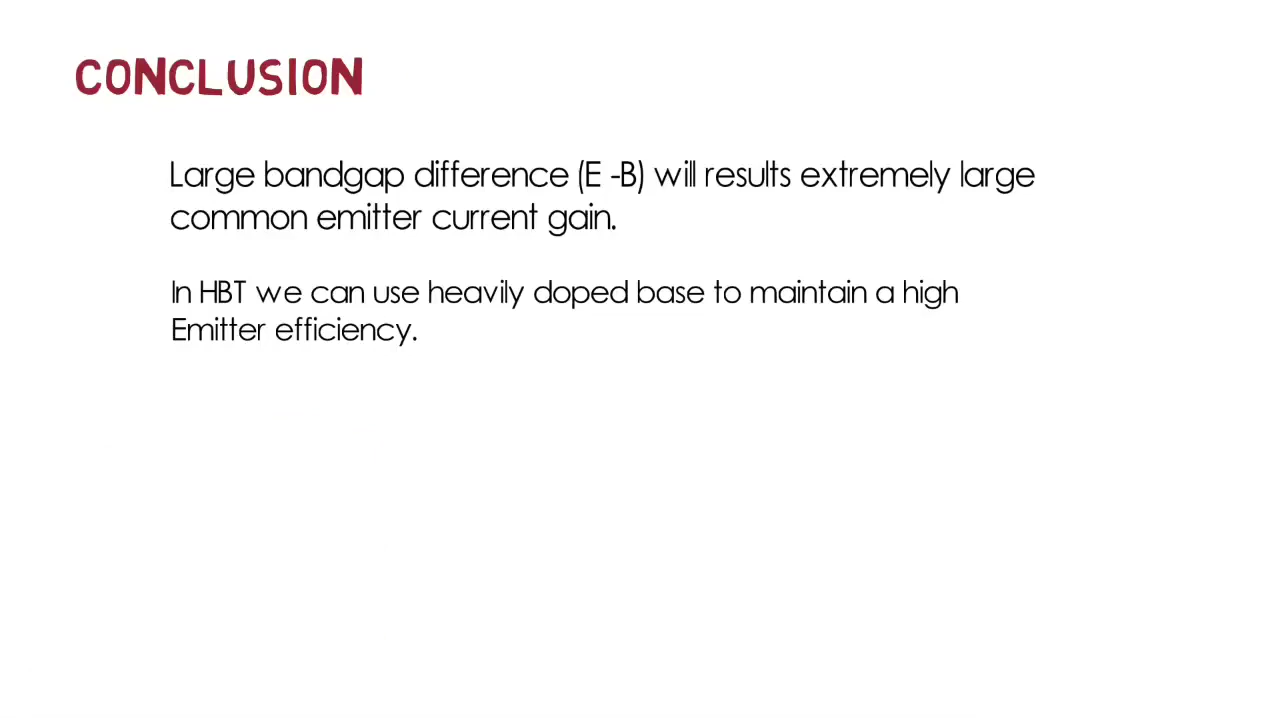 CONCLUSION
Large bandgap difference (E -B) will results extremely large
common emitter current gain.
In HBT we can use heavily doped base to maintain a high
Emitter efficiency.